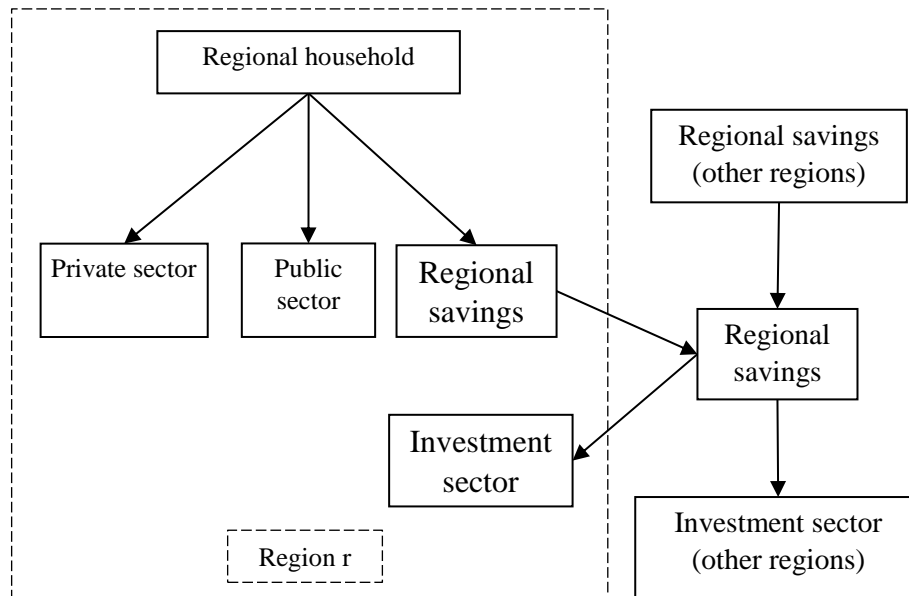 Regional household
Regional savings
(other regions)
Private sector
Public
sector
Regional
savings
Regional
savings
Investment
sector
Investment sector
(other regions)
Region r